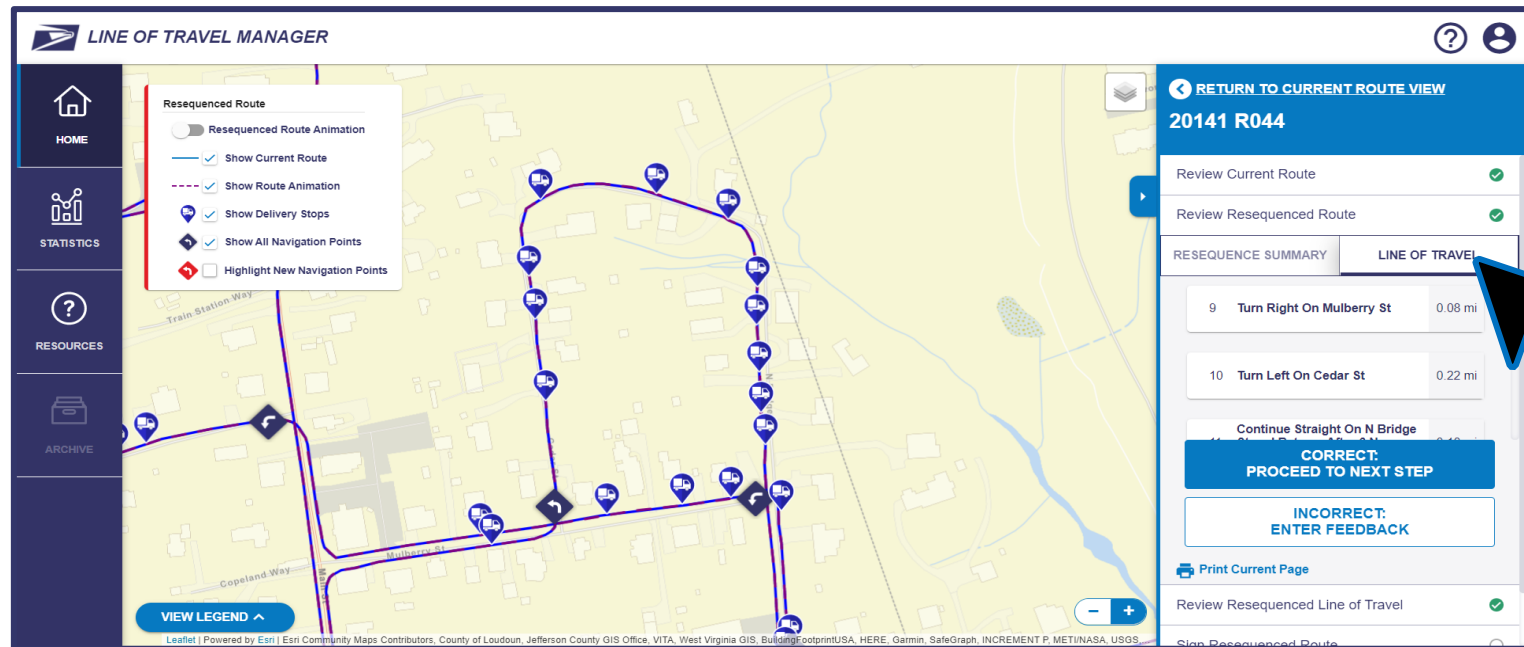 LINE OF TRAVEL MANAGER
HOME
STATISTICS
RESOURCES
ARCHIVE
Resequenced Route
Resequenced Route Animation
Show Current Route
Show Route Animation
Show Delivery Stops
Show All Navigation Points
Highlight New Navigation Points
Train Station Way
Mulberry St
Copeland Way
Main St
VIEW LEGEND
- +
Leaflet | Powered by Esri | Esri Community Maps Contributors, County of Loudoun, Jefferson County GIS Office, VITA, West Virginia GIS, BuildingFootprintUSA, HERE, Garmin, SafeGraph, INCREMENT P, METI/NASA, USGS
RETURN TO CURRENT ROUTE VIEW
20141 R044
Review Current Route
Review Resequenced Route
RESEQUENCE SUMMARY LINE OF TRAVEL
9 Turn Right On Mulberry St 0.08 mi
10 Turn Left On Cedar St 0.22 mi
Continue Straight On N Bridge
CORRECT:
PROCEED TO NEXT STEP
INCORRECT:
ENTER FEEDBACK
Print Current Page
Review Resequenced Line of Travel
Sign Resequenced Route